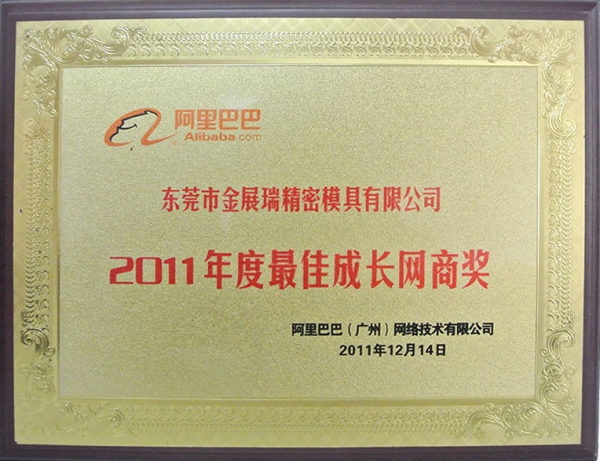 阿里巴巴
Alibaba.com
东莞市金展瑞精密模具有限公司
2011年度最佳成长网商奖
阿里巴巴（广州）网络技术有限公司
2011年12月14日